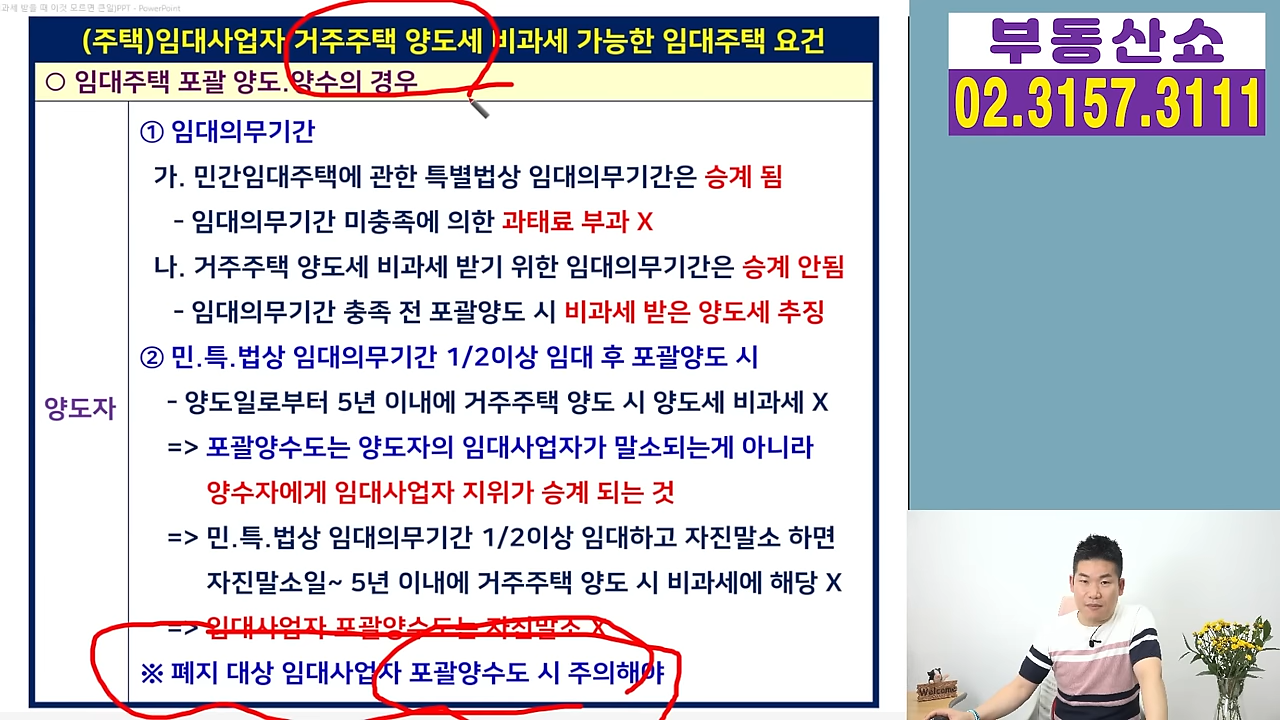 과세 받을 때 이것 모르면 큰일)PPT - PowerPoint
(주택)임대사업자 거주주택 양도세 비과세 가능한 임대주택 요건
○ 임대주택 포괄 양도.양수의 경우
양도자
① 임대의무기간
가. 민간임대주택에 관한 특별법상 임대의무기간은 승계 됨
- 임대의무기간 미충족에 의한 과태료 부과 X
나. 거주주택 양도세 비과세 받기 위한 임대의무기간은 승계 안됨
- 임대의무기간 충족 전 포괄양도 시 비과세 받은 양도세 추징
② 민.특.법상 임대의무기간 1/2이상 임대 후 포괄양도 시
- 양도일로부터 5년 이내에 거주주택 양도 시 양도세 비과세 X
=> 포괄양수도는 양도자의 임대사업자가 말소되는게 아니라
양수자에게 임대사업자 지위가 승계 되는 것
=> 민.특.법상 임대의무기간 1/2이상 임대하고 자진말소 하면
자진말소일~ 5년 이내에 거주주택 양도 시 비과세에 해당 X
=> 임대사업자 포괄양수도는 자진말소 X
※ 폐지 대상 임대사업자 포괄양수도 시 주의해야
부동산쇼
02.3157.3111
Welcome